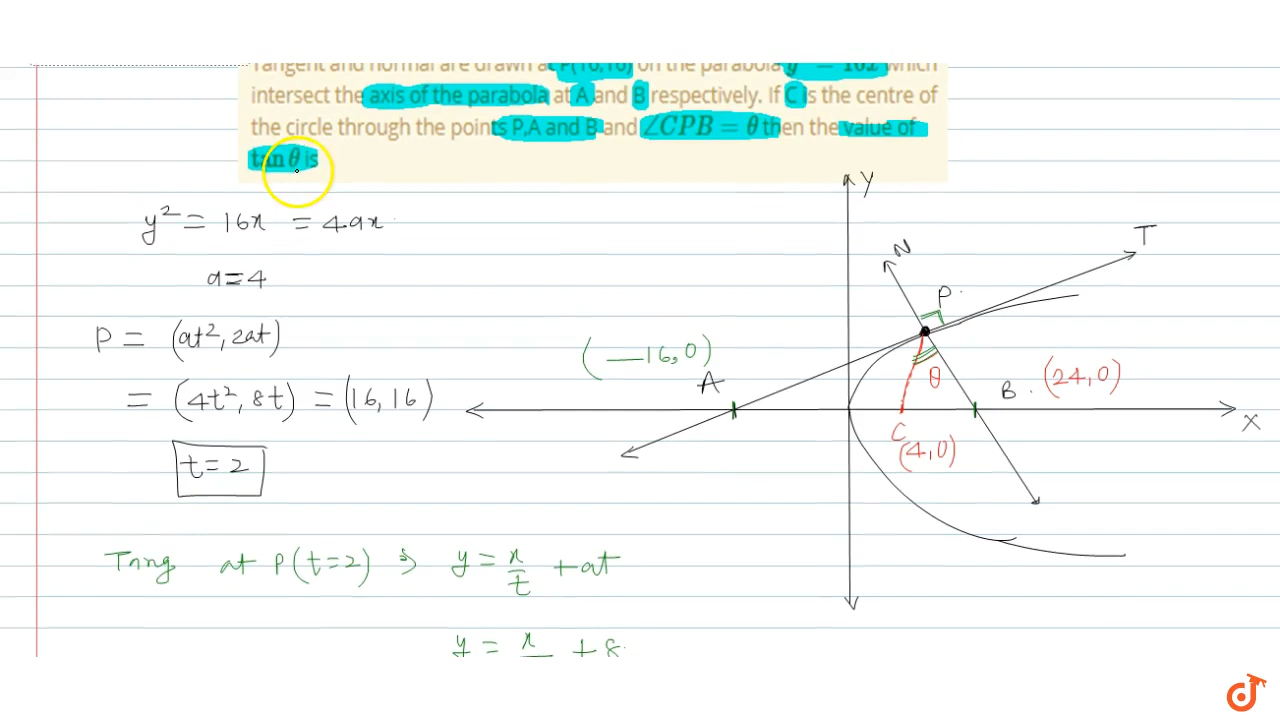 Tangent and normal are drawn at P(16,16) on the parabola y² = 16x which
intersect the axis of the parabola at A and B respectively. If C is the centre of
the circle through the points P,A and B and ∠CPB = θ then the value of
tan θ is
y² = 16x = 4ax
a=4
P = (at², 2at)
= (4t², 8t) = (16, 16)
t=2
Tang at P(t=2) ⇒ y = x/t + at
y = x + 8
Y
N
T
P
(-16,0)
A
θ
B
(24,0)
C
(4,0)
X